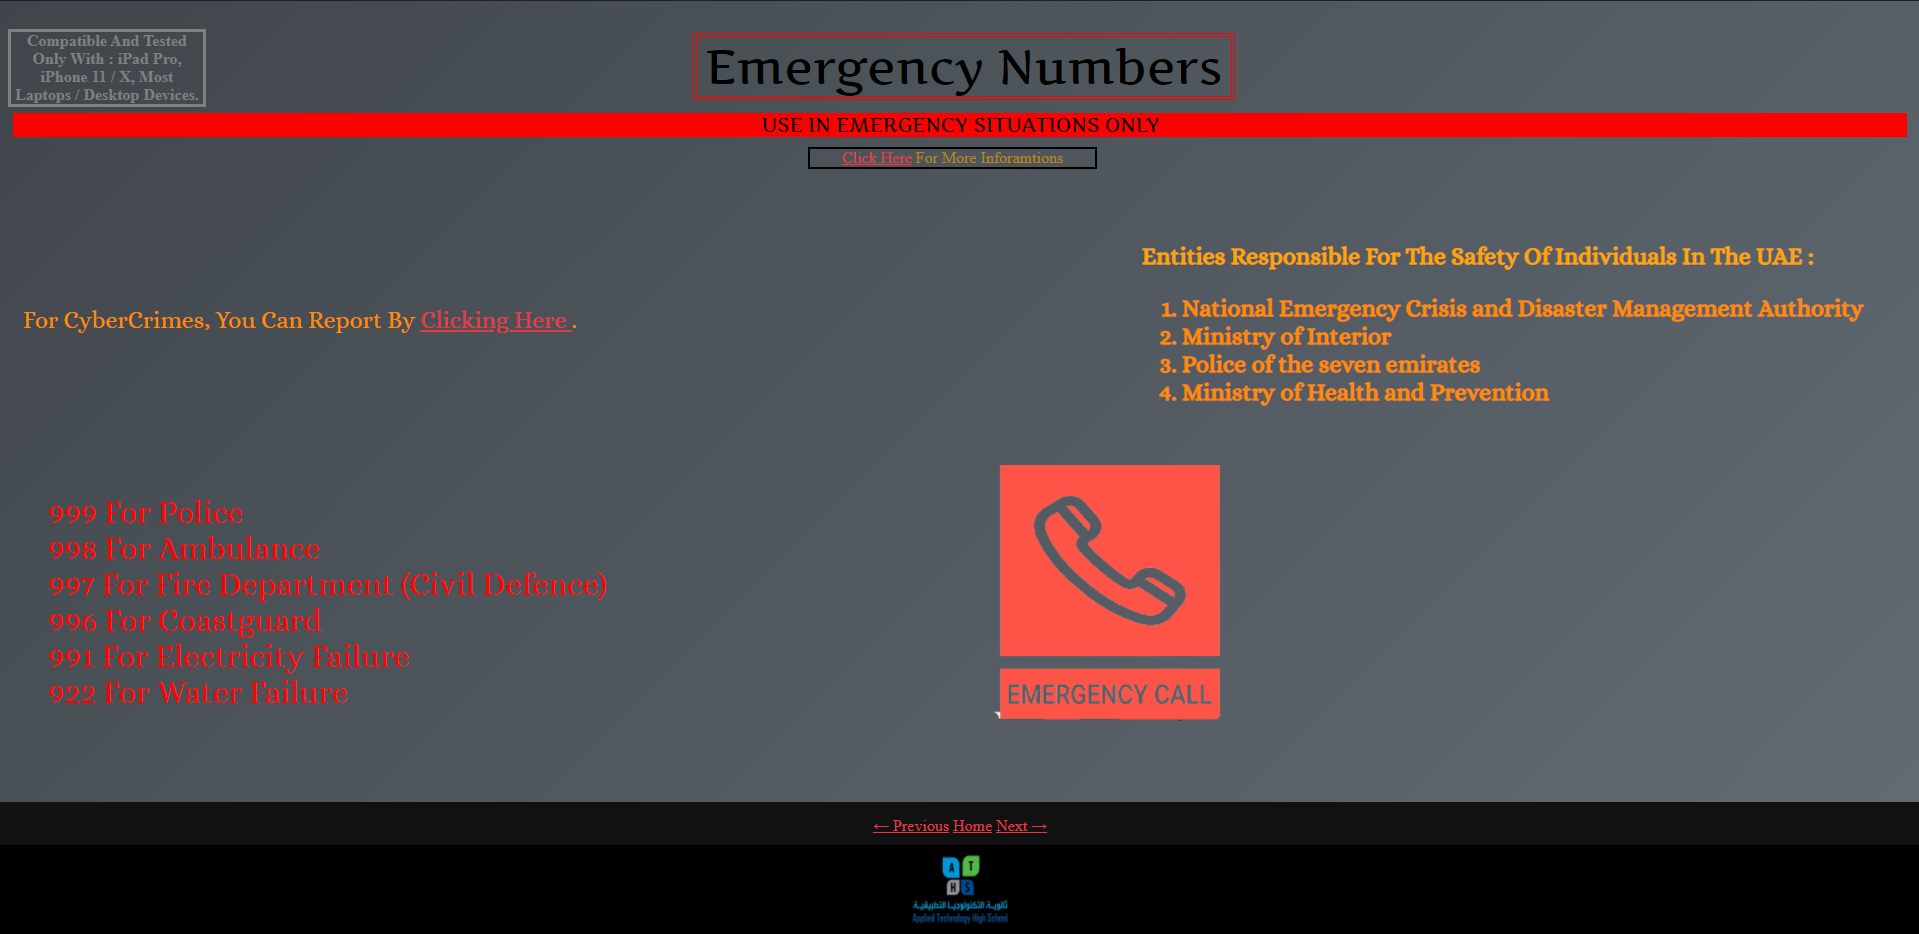 Compatible And Tested
Only With : iPad Pro,
iPhone 11 / X, Most
Laptops / Desktop Devices.
Emergency Numbers
USE IN EMERGENCY SITUATIONS ONLY
Click Here For More Inforamtions
For CyberCrimes, You Can Report By Clicking Here .
Entities Responsible For The Safety Of Individuals In The UAE :
1. National Emergency Crisis and Disaster Management Authority
2. Ministry of Interior
3. Police of the seven emirates
4. Ministry of Health and Prevention
999 For Police
998 For Ambulance
997 For Fire Department (Civil Defence)
996 For Coastguard
991 For Electricity Failure
922 For Water Failure
EMERGENCY CALL
← Previous Home Next →
A T
H S
ثانوية التكنولوجيا التطبيقية
Applied Technology High School